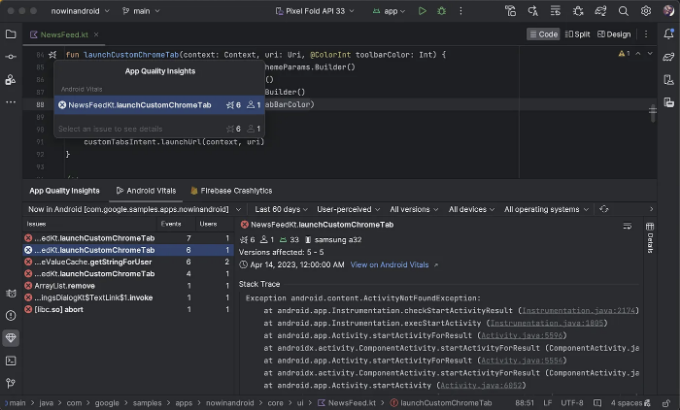 nowinandroid main Pixel Fold API 33 app
NewsFeed.kt Code Split Design
86 fun launchCustomChromeTab(context: Context, uri: Uri, @ColorInt toolbarColor: Int) { 1
App Quality Insights
hemeParams.Builder()
Android Vitals
()
Builder()
88 NewsFeedKt.launchCustomChromeTab 6 1 abBarColor)
Select an issue to see details 6 1
91 customTabsIntent.launchUrl(context, uri)
92 }
93
App Quality Insights Android Vitals Firebase Crashlytics
Now in Android [com.google.samples.apps.nowinandroid] Last 60 days User-perceived All versions All devices All operating systems
Issues Events Users
...edKt.launchCustomChromeTab 7 1
...edKt.launchCustomChromeTab 6 1
...eValueCache.getStringForUser 6 2
...edKt.launchCustomChromeTab 4 1
ArrayList.remove 1 1
...ingsDialogKt$TextLink$1.invoke 1 1
[libc.so] abort 1 1
NewsFeedKt.launchCustomChromeTab
6 1 33 samsung a32
Versions affected: 5 - 5
Apr 14, 2023, 12:00:00 AM View on Android Vitals
Stack Trace
Exception android.content.ActivityNotFoundException:
at android.app.Instrumentation.checkStartActivityResult (Instrumentation.java:2174)
at android.app.Instrumentation.execStartActivity (Instrumentation.java:1805)
at android.app.Activity.startActivityForResult (Activity.java:5596)
at androidx.activity.ComponentActivity.startActivityForResult (ComponentActivity.ja
at android.app.Activity.startActivityForResult (Activity.java:5554)
at androidx.activity.ComponentActivity.startActivityForResult (ComponentActivity.ja
at android.app.Activity.startActivity (Activity.java:6052)
Details
main java com google samples apps nowinandroid core ui NewsFeed.kt launchCustomChromeTab 88:51 LF UTF-8 4 spaces